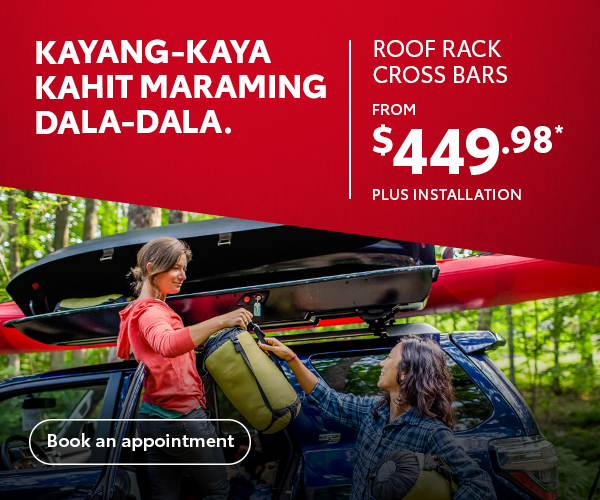 KAYANG-KAYA
KAHIT MARAMING
DALA-DALA.
ROOF RACK
CROSS BARS
FROM
$449.98*
PLUS INSTALLATION
Book an appointment